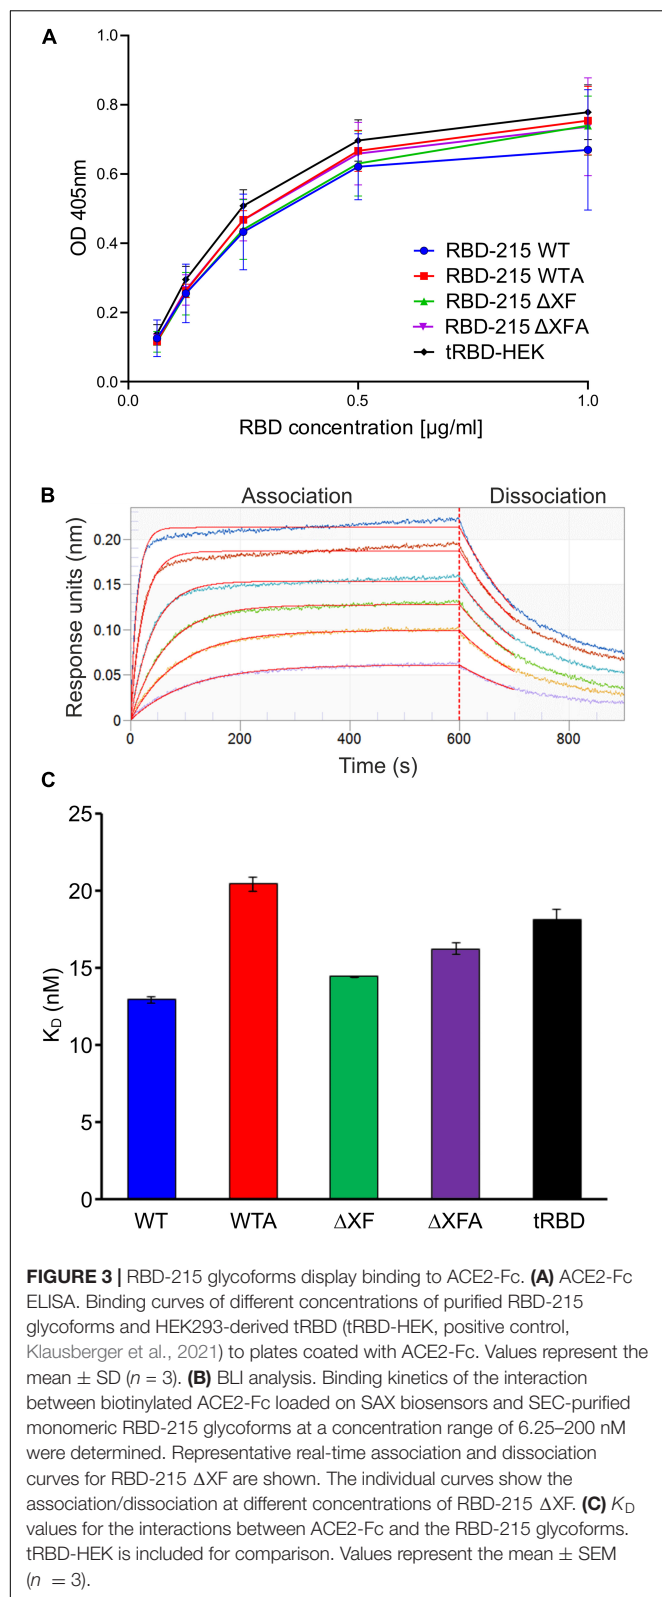 A
0.8
0.6
0.4
0.2
0.0
OD 405nm
RBD-215 WT
RBD-215 WTA
RBD-215 ΔXF
RBD-215 ΔXFA
tRBD-HEK
0.0 0.5 1.0
RBD concentration [µg/ml]
B
Association Dissociation
Response units (nm)
0.20
0.15
0.10
0.05
0
0 200 400 600 800
Time (s)
C
25
20
15
10
5
0
KD (nM)
WT WTA ΔXF ΔXFA tRBD
FIGURE 3 | RBD-215 glycoforms display binding to ACE2-Fc. (A) ACE2-Fc
ELISA. Binding curves of different concentrations of purified RBD-215
glycoforms and HEK293-derived tRBD (tRBD-HEK, positive control,
Klausberger et al., 2021) to plates coated with ACE2-Fc. Values represent the
mean ± SD (n = 3). (B) BLI analysis. Binding kinetics of the interaction
between biotinylated ACE2-Fc loaded on SAX biosensors and SEC-purified
monomeric RBD-215 glycoforms at a concentration range of 6.25–200 nM
were determined. Representative real-time association and dissociation
curves for RBD-215 ΔXF are shown. The individual curves show the
association/dissociation at different concentrations of RBD-215 ΔXF. (C) KD
values for the interactions between ACE2-Fc and the RBD-215 glycoforms.
tRBD-HEK is included for comparison. Values represent the mean ± SEM
(n = 3).